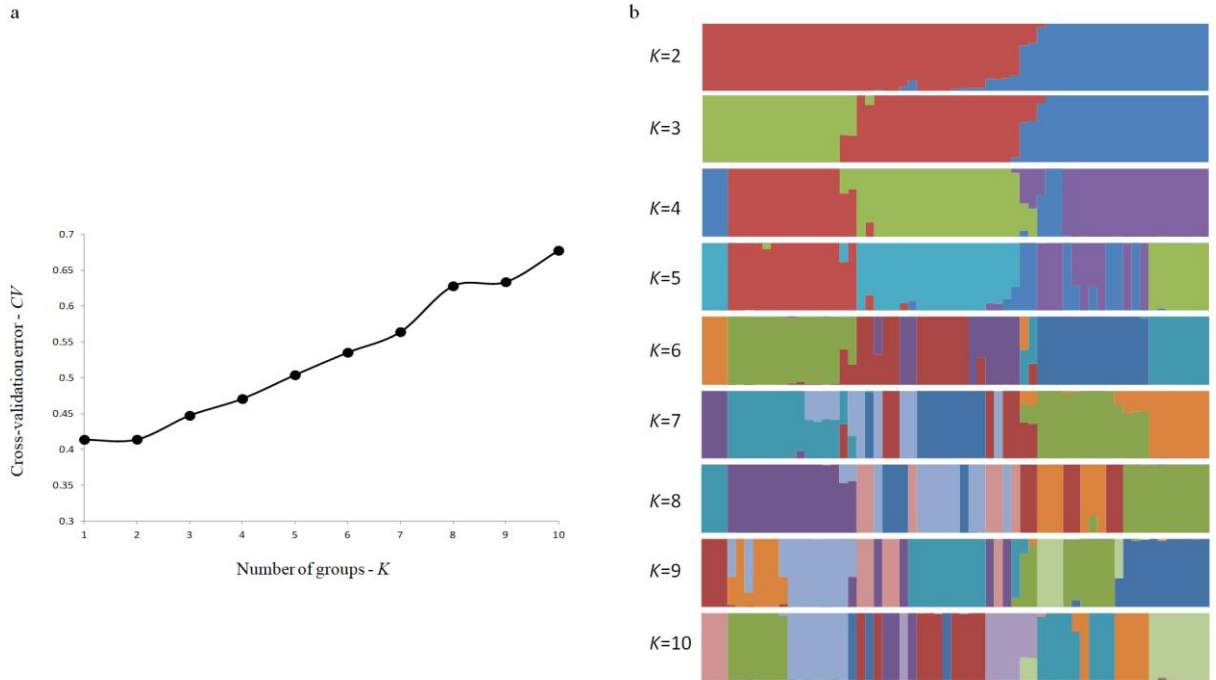 a
0.7
0.65
0.6
0.55
0.5
0.45
0.4
0.35
0.3
Cross-validation error - CV
1 2 3 4 5 6 7 8 9 10
Number of groups - K
b
K=2
K=3
K=4
K=5
K=6
K=7
K=8
K=9
K=10